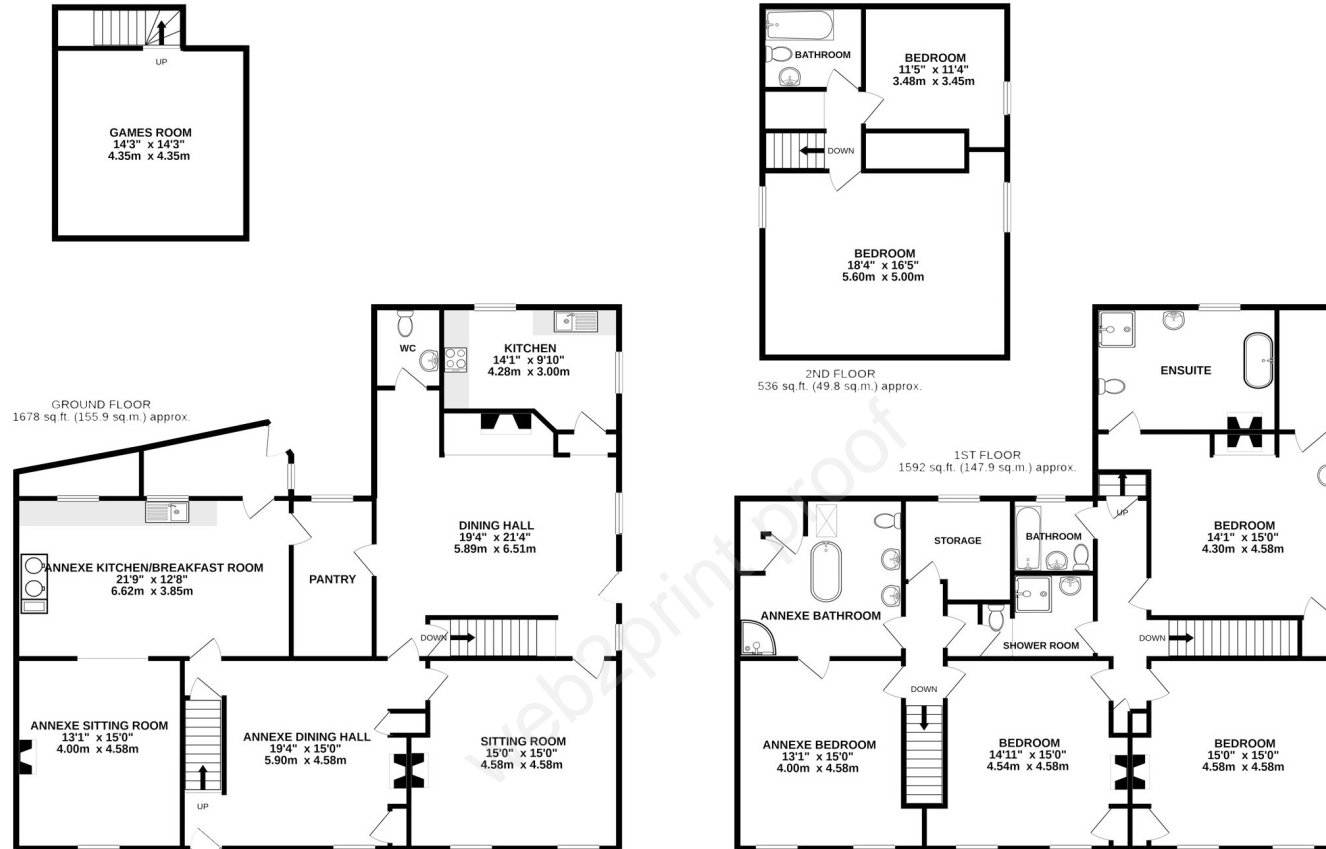 UP
GAMES ROOM
14'3" x 14'3"
4.35m x 4.35m
GROUND FLOOR
1678 sq.ft. (155.9 sq.m.) approx.
WC
KITCHEN
14'1" x 9'10"
4.28m x 3.00m
DINING HALL
19'4" x 21'4"
5.89m x 6.51m
ANNEXE KITCHEN/BREAKFAST ROOM
21'9" x 12'8"
6.62m x 3.85m
PANTRY
DOWN
ANNEXE SITTING ROOM
13'1" x 15'0"
4.00m x 4.58m
ANNEXE DINING HALL
19'4" x 15'0"
5.90m x 4.58m
SITTING ROOM
15'0" x 15'0"
4.58m x 4.58m
UP
BATHROOM
BEDROOM
11'5" x 11'4"
3.48m x 3.45m
DOWN
BEDROOM
18'4" x 16'5"
5.60m x 5.00m
2ND FLOOR
536 sq.ft. (49.8 sq.m.) approx.
ENSUITE
1ST FLOOR
1592 sq.ft. (147.9 sq.m.) approx.
UP
STORAGE
BATHROOM
BEDROOM
14'1" x 15'0"
4.30m x 4.58m
ANNEXE BATHROOM
SHOWER ROOM
DOWN
DOWN
ANNEXE BEDROOM
13'1" x 15'0"
4.00m x 4.58m
BEDROOM
14'11" x 15'0"
4.54m x 4.58m
BEDROOM
15'0" x 15'0"
4.58m x 4.58m
web2print proof